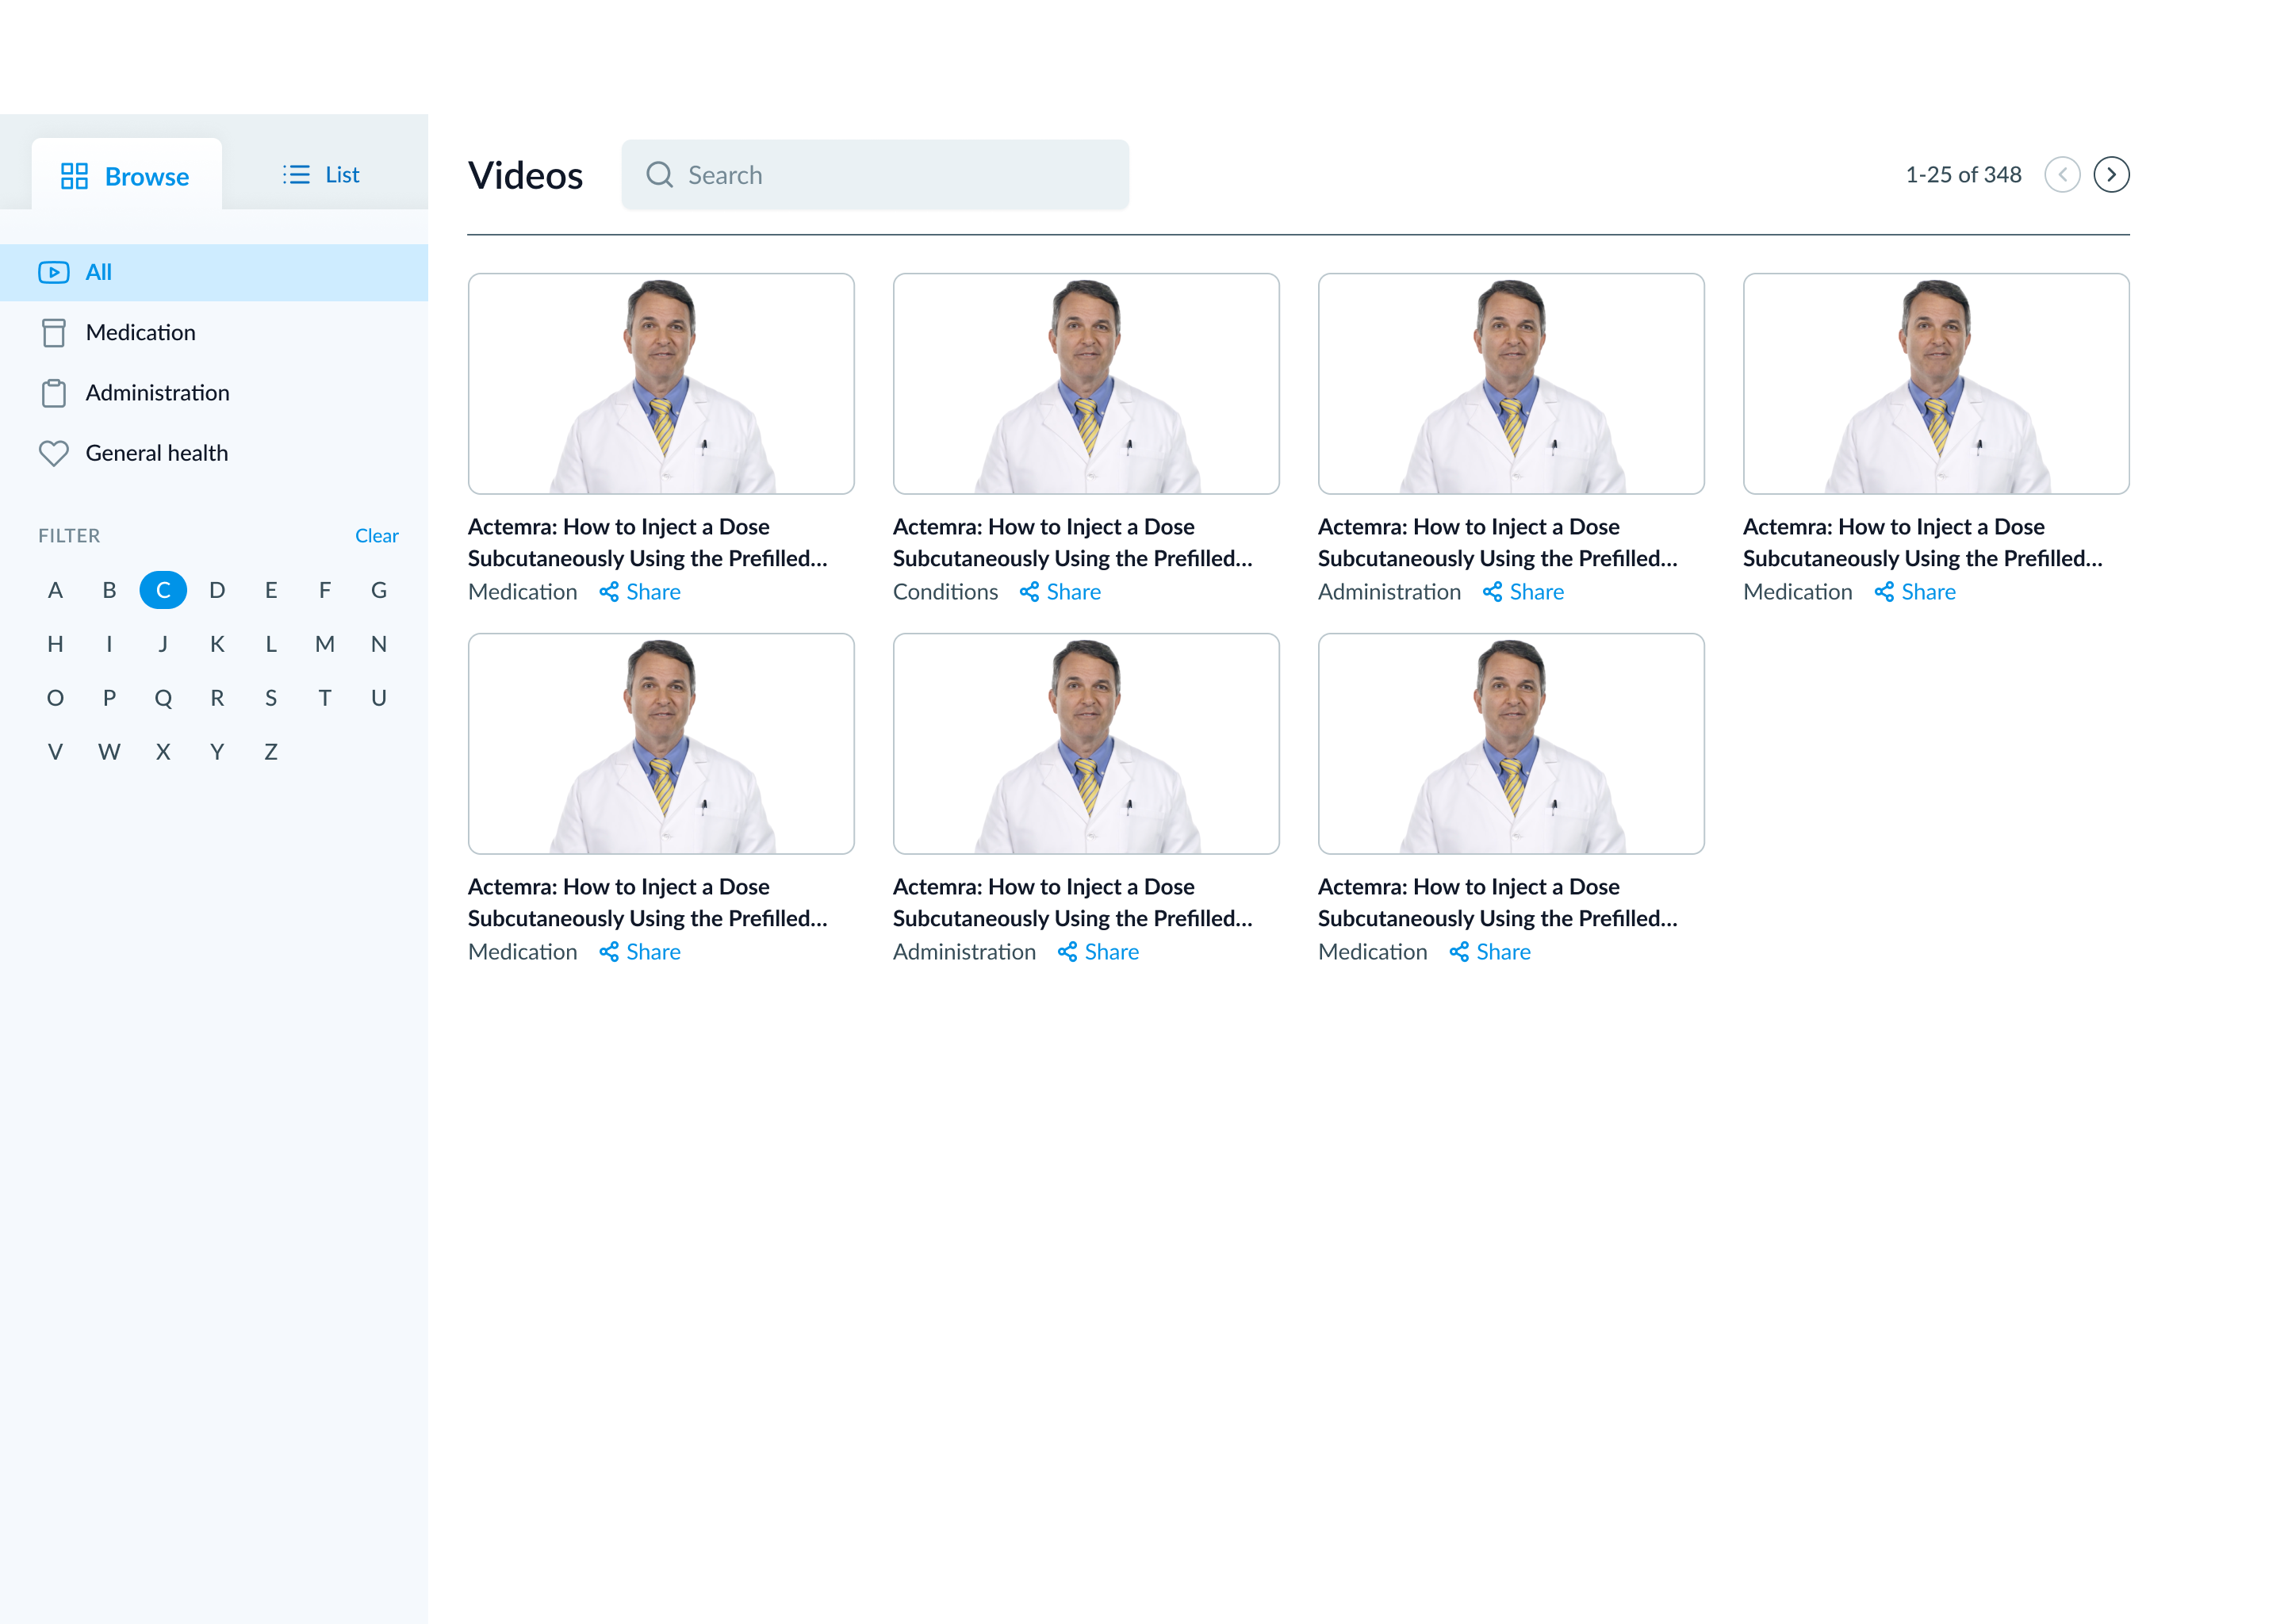 Browse
List
All
Medication
Administration
General health
FILTER
Clear
A B C D E F G
H I J K L M N
O P Q R S T U
V W X Y Z
Videos
Search
1-25 of 348
Actemra: How to Inject a Dose
Subcutaneously Using the Prefilled...
Medication Share
Actemra: How to Inject a Dose
Subcutaneously Using the Prefilled...
Conditions Share
Actemra: How to Inject a Dose
Subcutaneously Using the Prefilled...
Administration Share
Actemra: How to Inject a Dose
Subcutaneously Using the Prefilled...
Medication Share
Actemra: How to Inject a Dose
Subcutaneously Using the Prefilled...
Medication Share
Actemra: How to Inject a Dose
Subcutaneously Using the Prefilled...
Administration Share
Actemra: How to Inject a Dose
Subcutaneously Using the Prefilled...
Medication Share